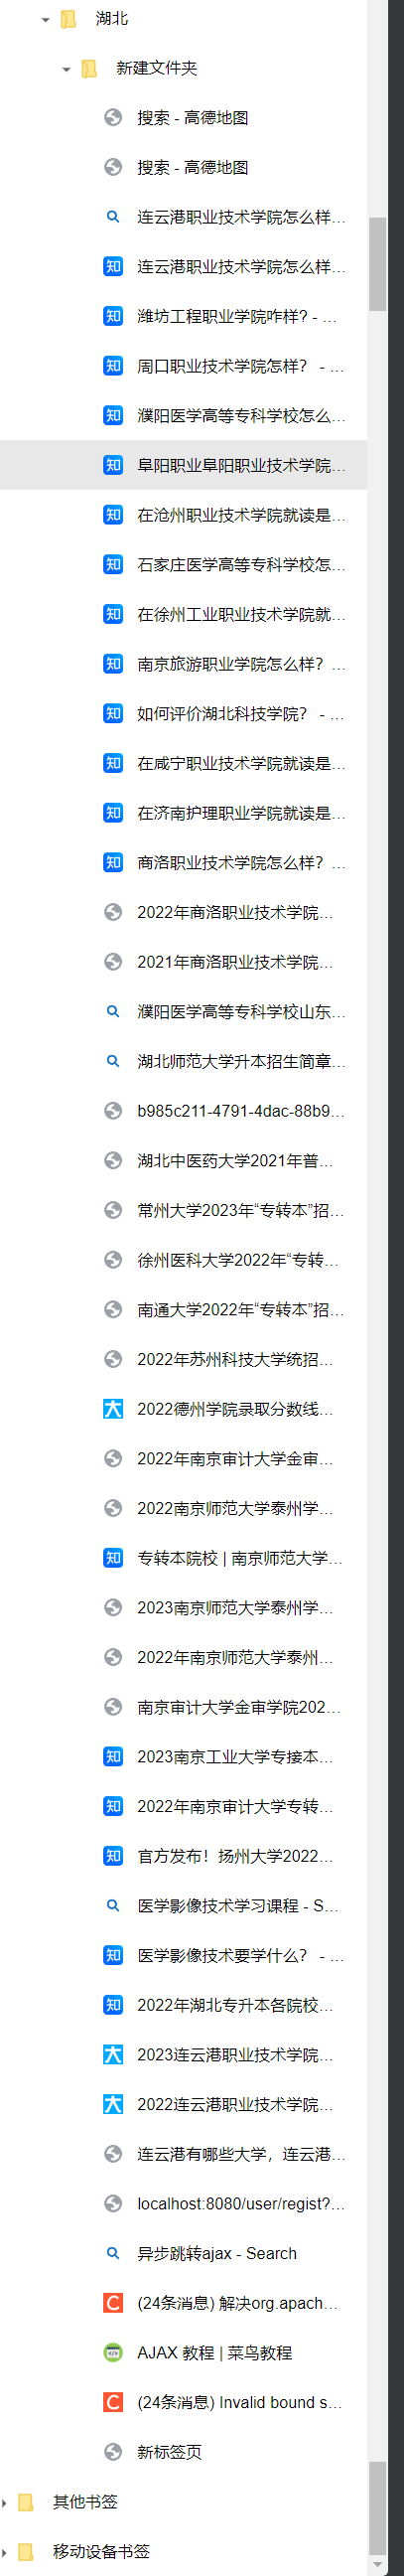 湖北
新建文件夹
搜索 - 高德地图
搜索 - 高德地图
连云港职业技术学院怎么样...
知 连云港职业技术学院怎么样...
知 潍坊工程职业学院咋样? - ...
知 周口职业技术学院怎样? - ...
知 濮阳医学高等专科学校怎么...
知 阜阳职业阜阳职业技术学院...
知 在沧州职业技术学院就读是...
知 石家庄医学高等专科学校怎...
知 在徐州工业职业技术学院就...
知 南京旅游职业学院怎么样? ...
知 如何评价湖北科技学院? - ...
知 在咸宁职业技术学院就读是...
知 在济南护理职业学院就读是...
知 商洛职业技术学院怎么样? ...
2022年商洛职业技术学院...
2021年商洛职业技术学院...
濮阳医学高等专科学校山东...
湖北师范大学升本招生简章...
b985c211-4791-4dac-88b9...
湖北中医药大学2021年普...
常州大学2023年“专转本”招...
徐州医科大学2022年“专转...
南通大学2022年“专转本”招...
2022年苏州科技大学统招...
大 2022德州学院录取分数线...
2022年南京审计大学金审...
2022南京师范大学泰州学...
知 专转本院校 | 南京师范大学...
2023南京师范大学泰州学...
2022年南京师范大学泰州...
南京审计大学金审学院202...
知 2023南京工业大学专接本...
知 2022年南京审计大学专转...
知 官方发布！扬州大学2022...
医学影像技术学习课程 - S...
知 医学影像技术要学什么? - ...
知 2022年湖北专升本各院校...
大 2023连云港职业技术学院...
大 2022连云港职业技术学院...
连云港有哪些大学，连云港...
localhost:8080/user/regist?...
异步跳转ajax - Search
C (24条消息) 解决org.apach...
AJAX 教程 | 菜鸟教程
C (24条消息) Invalid bound s...
新标签页
其他书签
移动设备书签